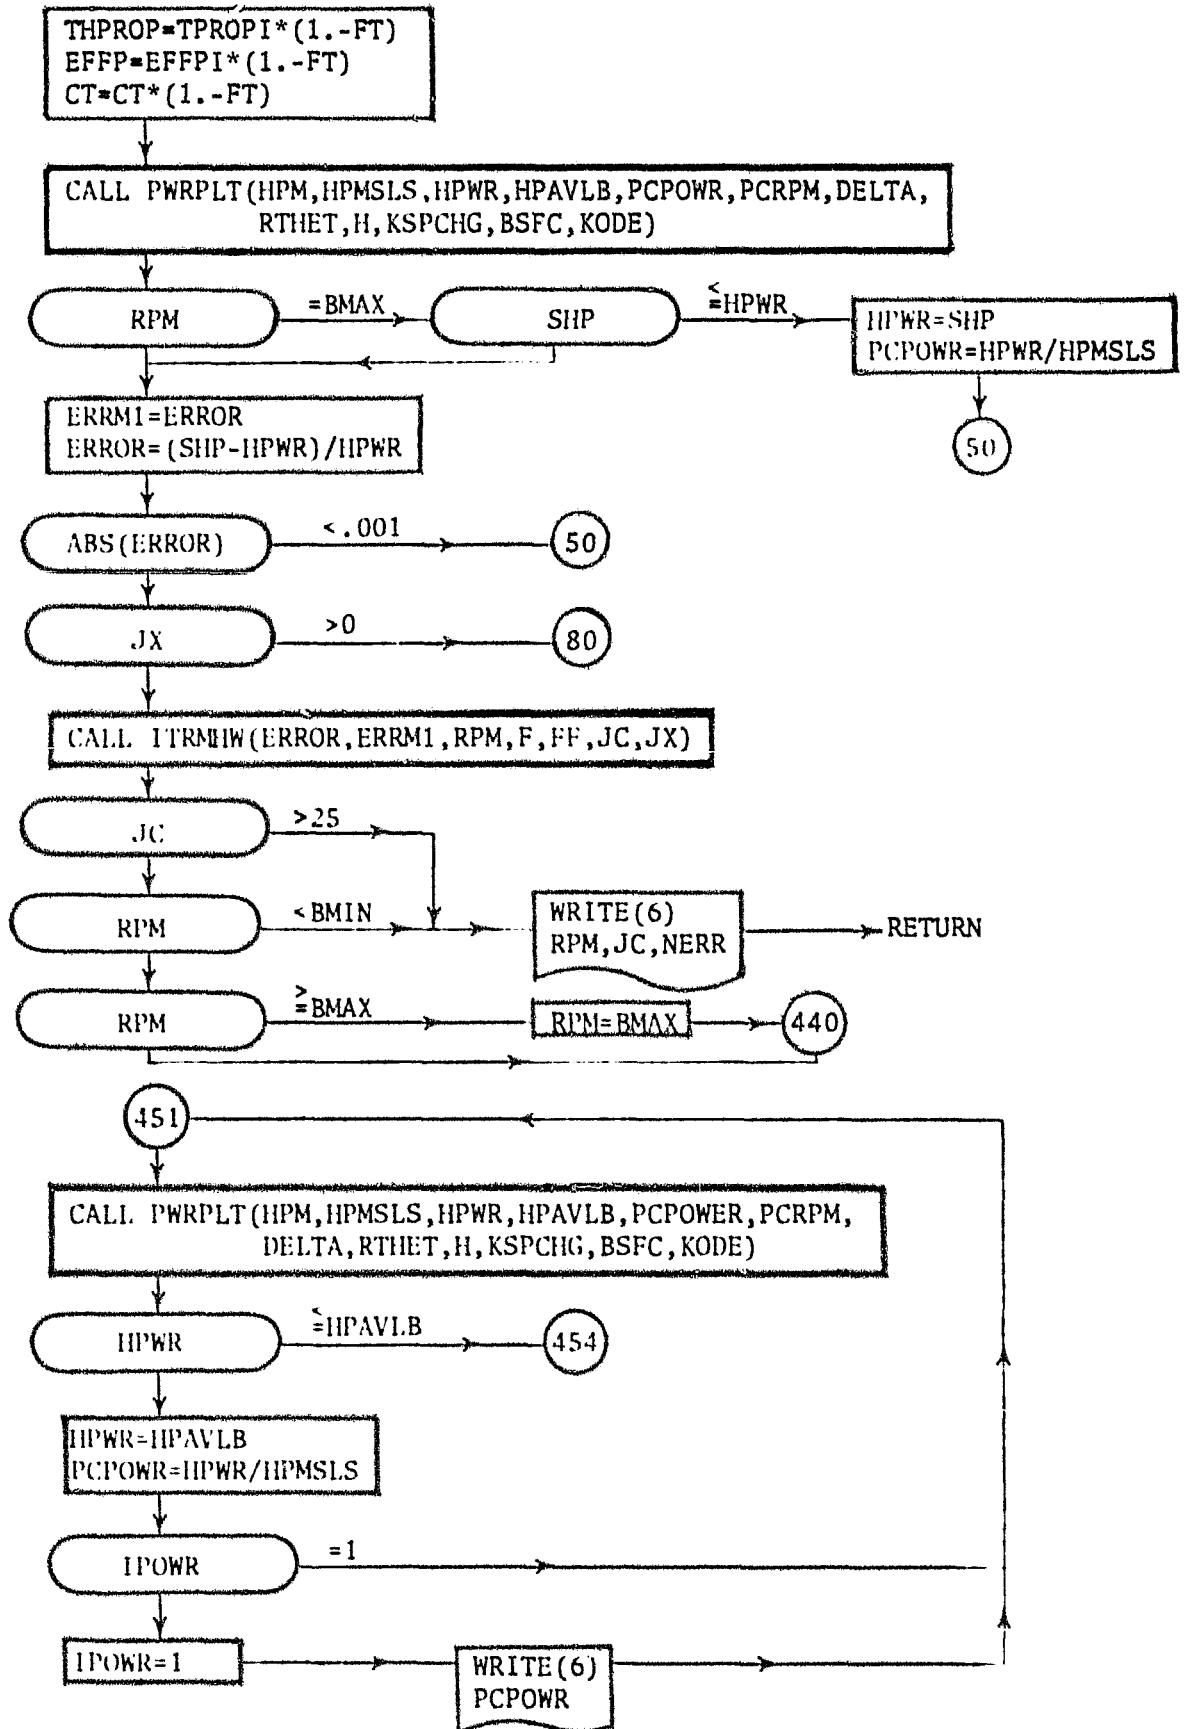 THPROP=TPROPI*(1.-FT)
EFFP=EFFPI*(1.-FT)
CT=CT*(1.-FT)
CALL PWRPLT(HPM,HPMSLS,HPWR,HPAVLB,PCPOWR,PCRPM,DELTA,
RTHET,H,KSPCHG,BSFC,KODE)
RPM
=BMAX
SHP
≤HPWR
HPWR=SHP
PCPOWR=HPWR/HPMSLS
50
ERRM1=ERROR
ERROR=(SHP-HPWR)/HPWR
ABS(ERROR)
<.001
50
JX
>0
80
CALL ITRMHW(ERROR,ERRM1,RPM,F,FF,JC,JX)
JC
>25
RPM
<BMIN
WRITE(6)
RPM,JC,NERR
RETURN
RPM
≥BMAX
RPM=BMAX
440
451
CALL PWRPLT(HPM,HPMSLS,HPWR,HPAVLB,PCPOWER,PCRPM,
DELTA,RTHET,H,KSPCHG,BSFC,KODE)
HPWR
≤HPAVLB
454
HPWR=HPAVLB
PCPOWR=HPWR/HPMSLS
IPOWR
=1
IPOWR=1
WRITE(6)
PCPOWR